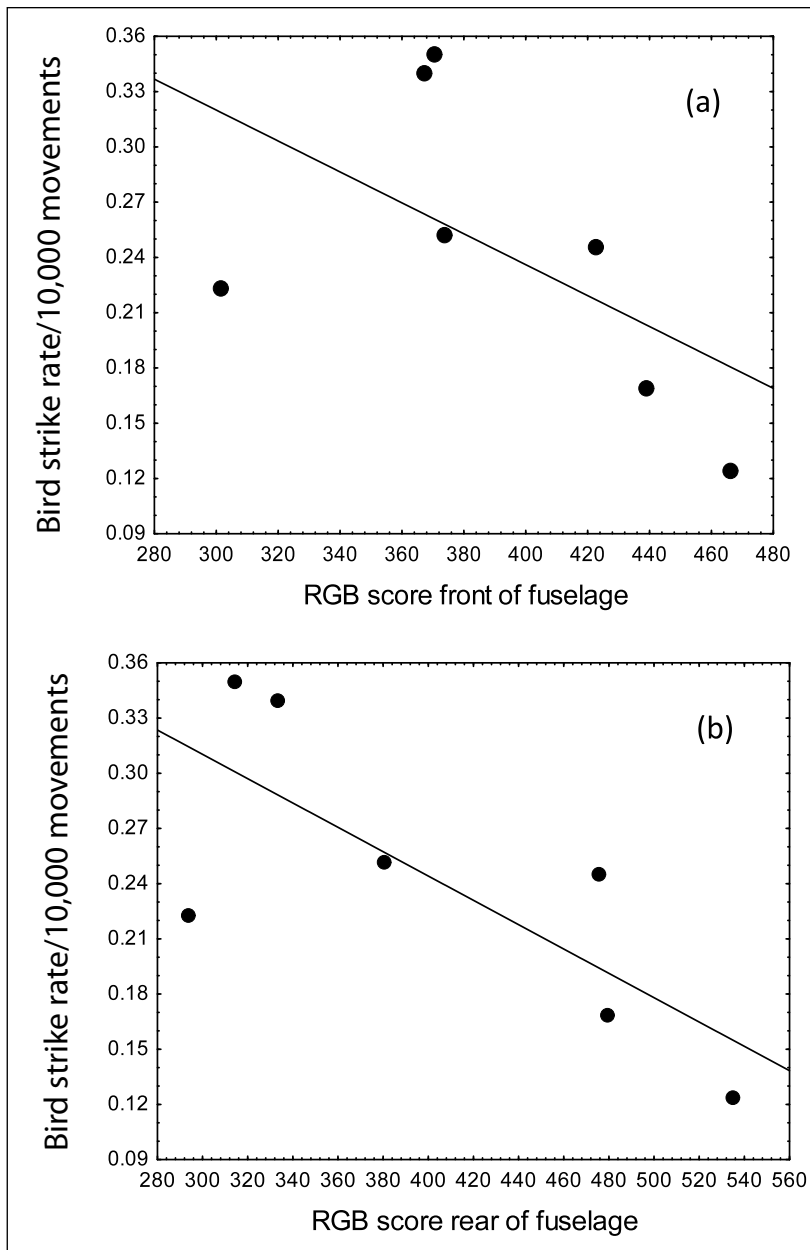 0.36
0.33
0.30
0.27
0.24
0.21
0.18
0.15
0.12
0.09
Bird strike rate/10,000 movements
(a)
280 300 320 340 360 380 400 420 440 460 480
RGB score front of fuselage
0.36
0.33
0.30
0.27
0.24
0.21
0.18
0.15
0.12
0.09
Bird strike rate/10,000 movements
(b)
280 300 320 340 360 380 400 420 440 460 480 500 520 540 560
RGB score rear of fuselage